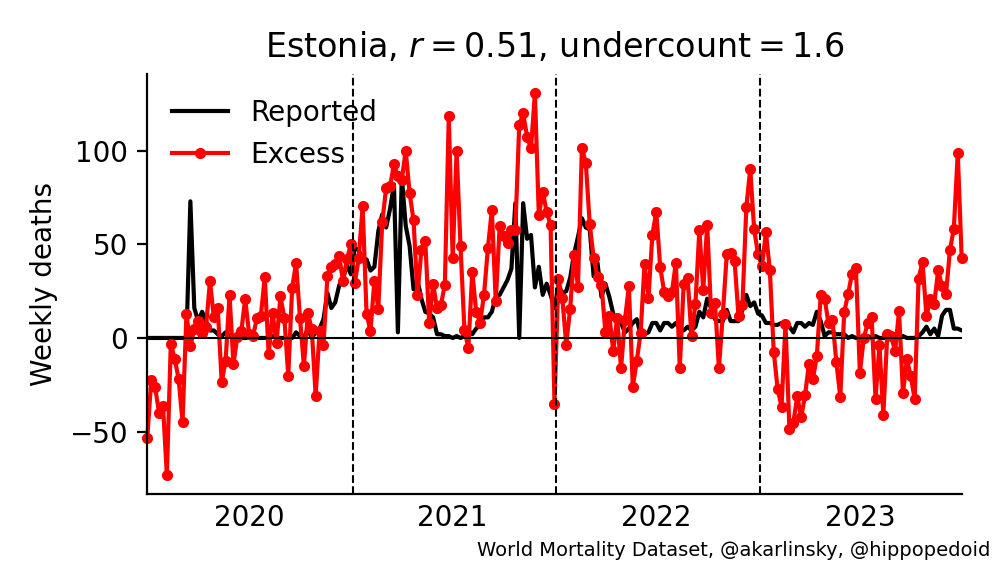 Estonia, r = 0.51, undercount = 1.6
Reported
Excess
Weekly deaths
100
50
0
−50
2020 2021 2022 2023
World Mortality Dataset, @akarlinsky, @hippopedoid